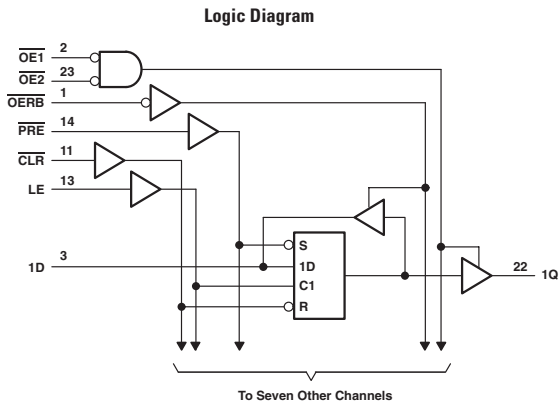 Logic Diagram
OE1 2
OE2 23
OERB 1
PRE 14
CLR 11
LE 13
1D 3
S
1D
C1
R
22 1Q
To Seven Other Channels